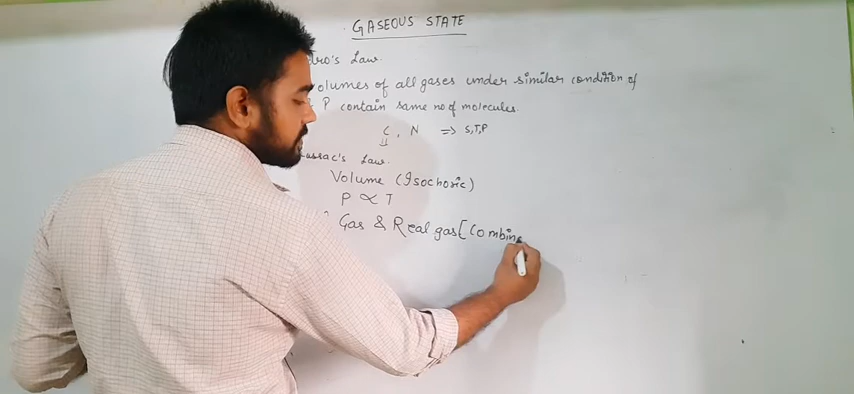 GASEOUS STATE
dro's Law.
olumes of all gases under similar condition of
P contain same no of molecules.
C, N ⇒ S,T,P
ussac's Law.
Volume (Isochoric)
P ∝ T
Gas & Real gas [Combine